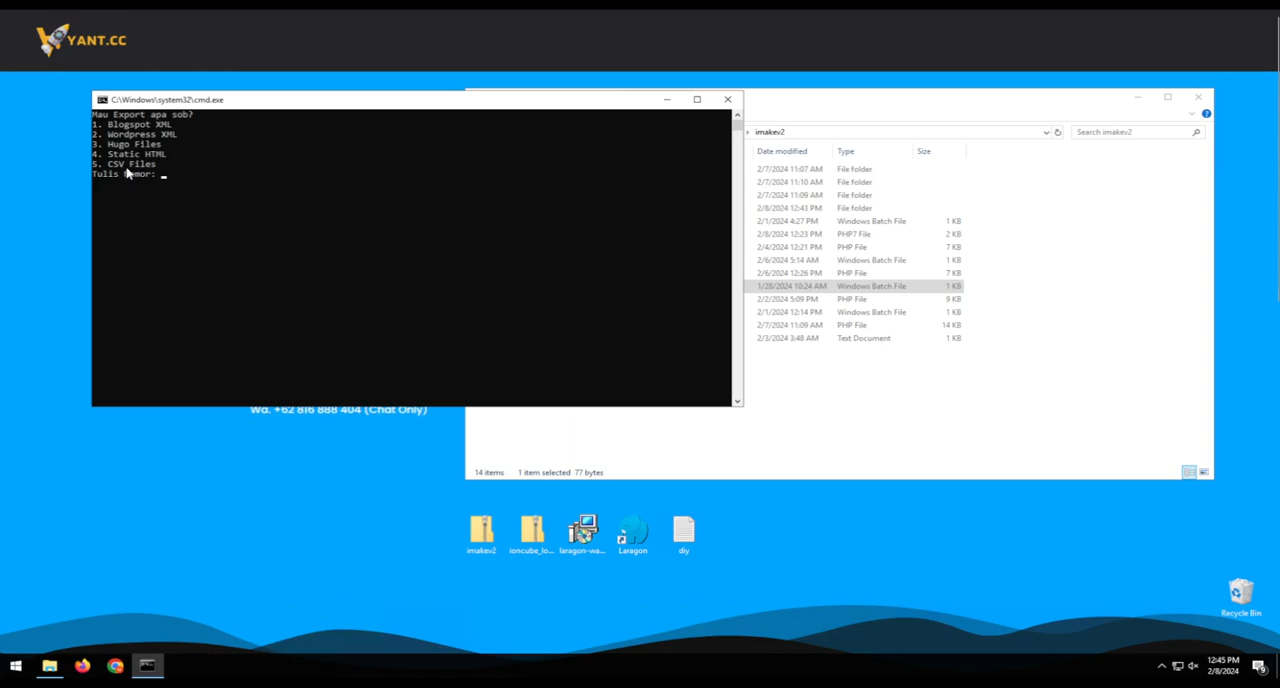 YANT.CC
C:\Windows\system32\cmd.exe
Mau Export apa sob?
1. Blogspot XML
2. Wordpress XML
3. Hugo Files
4. Static HTML
5. CSV Files
Tulis Nomor:
imakev2
Search imakev2
Date modified Type Size
2/7/2024 11:07 AM File folder
2/7/2024 11:10 AM File folder
2/7/2024 11:09 AM File folder
2/8/2024 12:43 PM File folder
2/1/2024 4:27 PM Windows Batch File 1 KB
2/8/2024 12:23 PM PHP7 File 2 KB
2/4/2024 12:21 PM PHP File 7 KB
2/6/2024 5:14 AM Windows Batch File 1 KB
2/6/2024 12:26 PM PHP File 7 KB
1/28/2024 10:24 AM Windows Batch File 1 KB
2/2/2024 5:09 PM PHP File 9 KB
2/1/2024 12:14 PM Windows Batch File 1 KB
2/7/2024 11:09 AM PHP File 14 KB
2/3/2024 3:48 AM Text Document 1 KB
Wa. +62 816 888 404 (Chat Only)
14 items 1 item selected 77 bytes
imakev2
ioncube_lo...
laragon-wa...
Laragon
diy
Recycle Bin
12:45 PM
2/8/2024
9